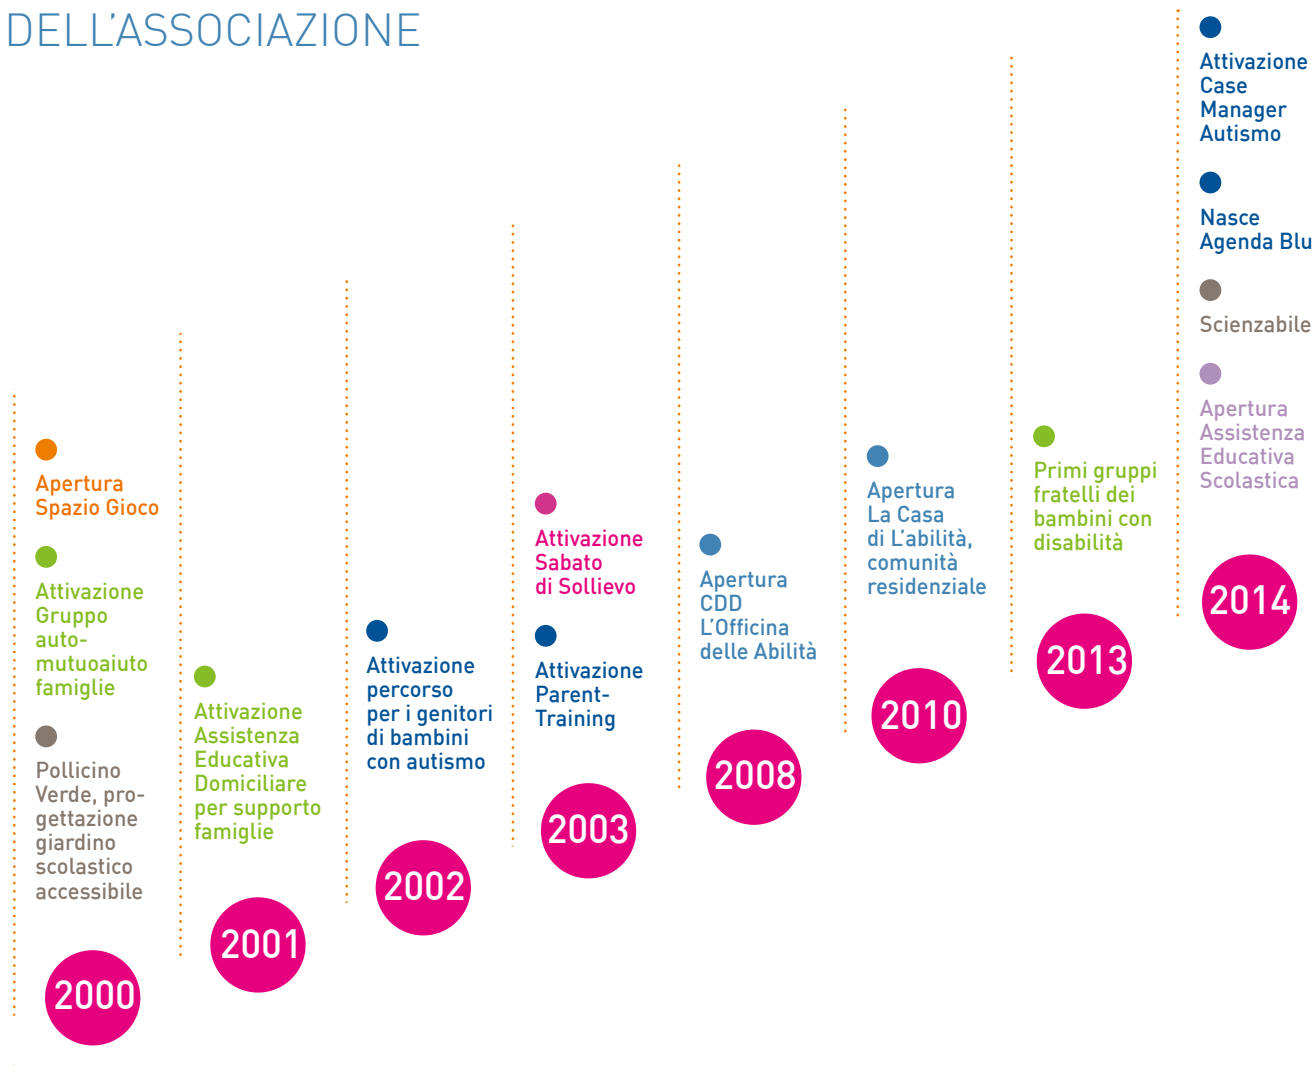 DELL'ASSOCIAZIONE
Apertura
Spazio Gioco
Attivazione
Gruppo
auto-
mutuoaiuto
famiglie
Pollicino
Verde, pro-
gettazione
giardino
scolastico
accessibile
2000
Attivazione
Assistenza
Educativa
Domiciliare
per supporto
famiglie
2001
Attivazione
percorso
per i genitori
di bambini
con autismo
2002
Attivazione
Sabato
di Sollievo
Attivazione
Parent-
Training
2003
Apertura
CDD
L'Officina
delle Abilità
2008
Apertura
La Casa
di L'abilità,
comunità
residenziale
2010
Primi gruppi
fratelli dei
bambini con
disabilità
2013
Attivazione
Case
Manager
Autismo
Nasce
Agenda Blu
Scienzabile
Apertura
Assistenza
Educativa
Scolastica
2014